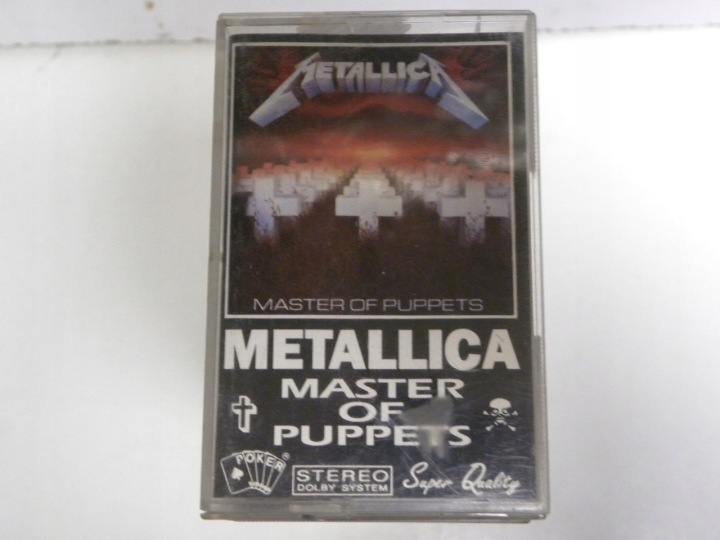 METALLICA
MASTER OF PUPPETS
METALLICA
MASTER
OF
PUPPETS
POKER
STEREO
DOLBY SYSTEM
Super Quality